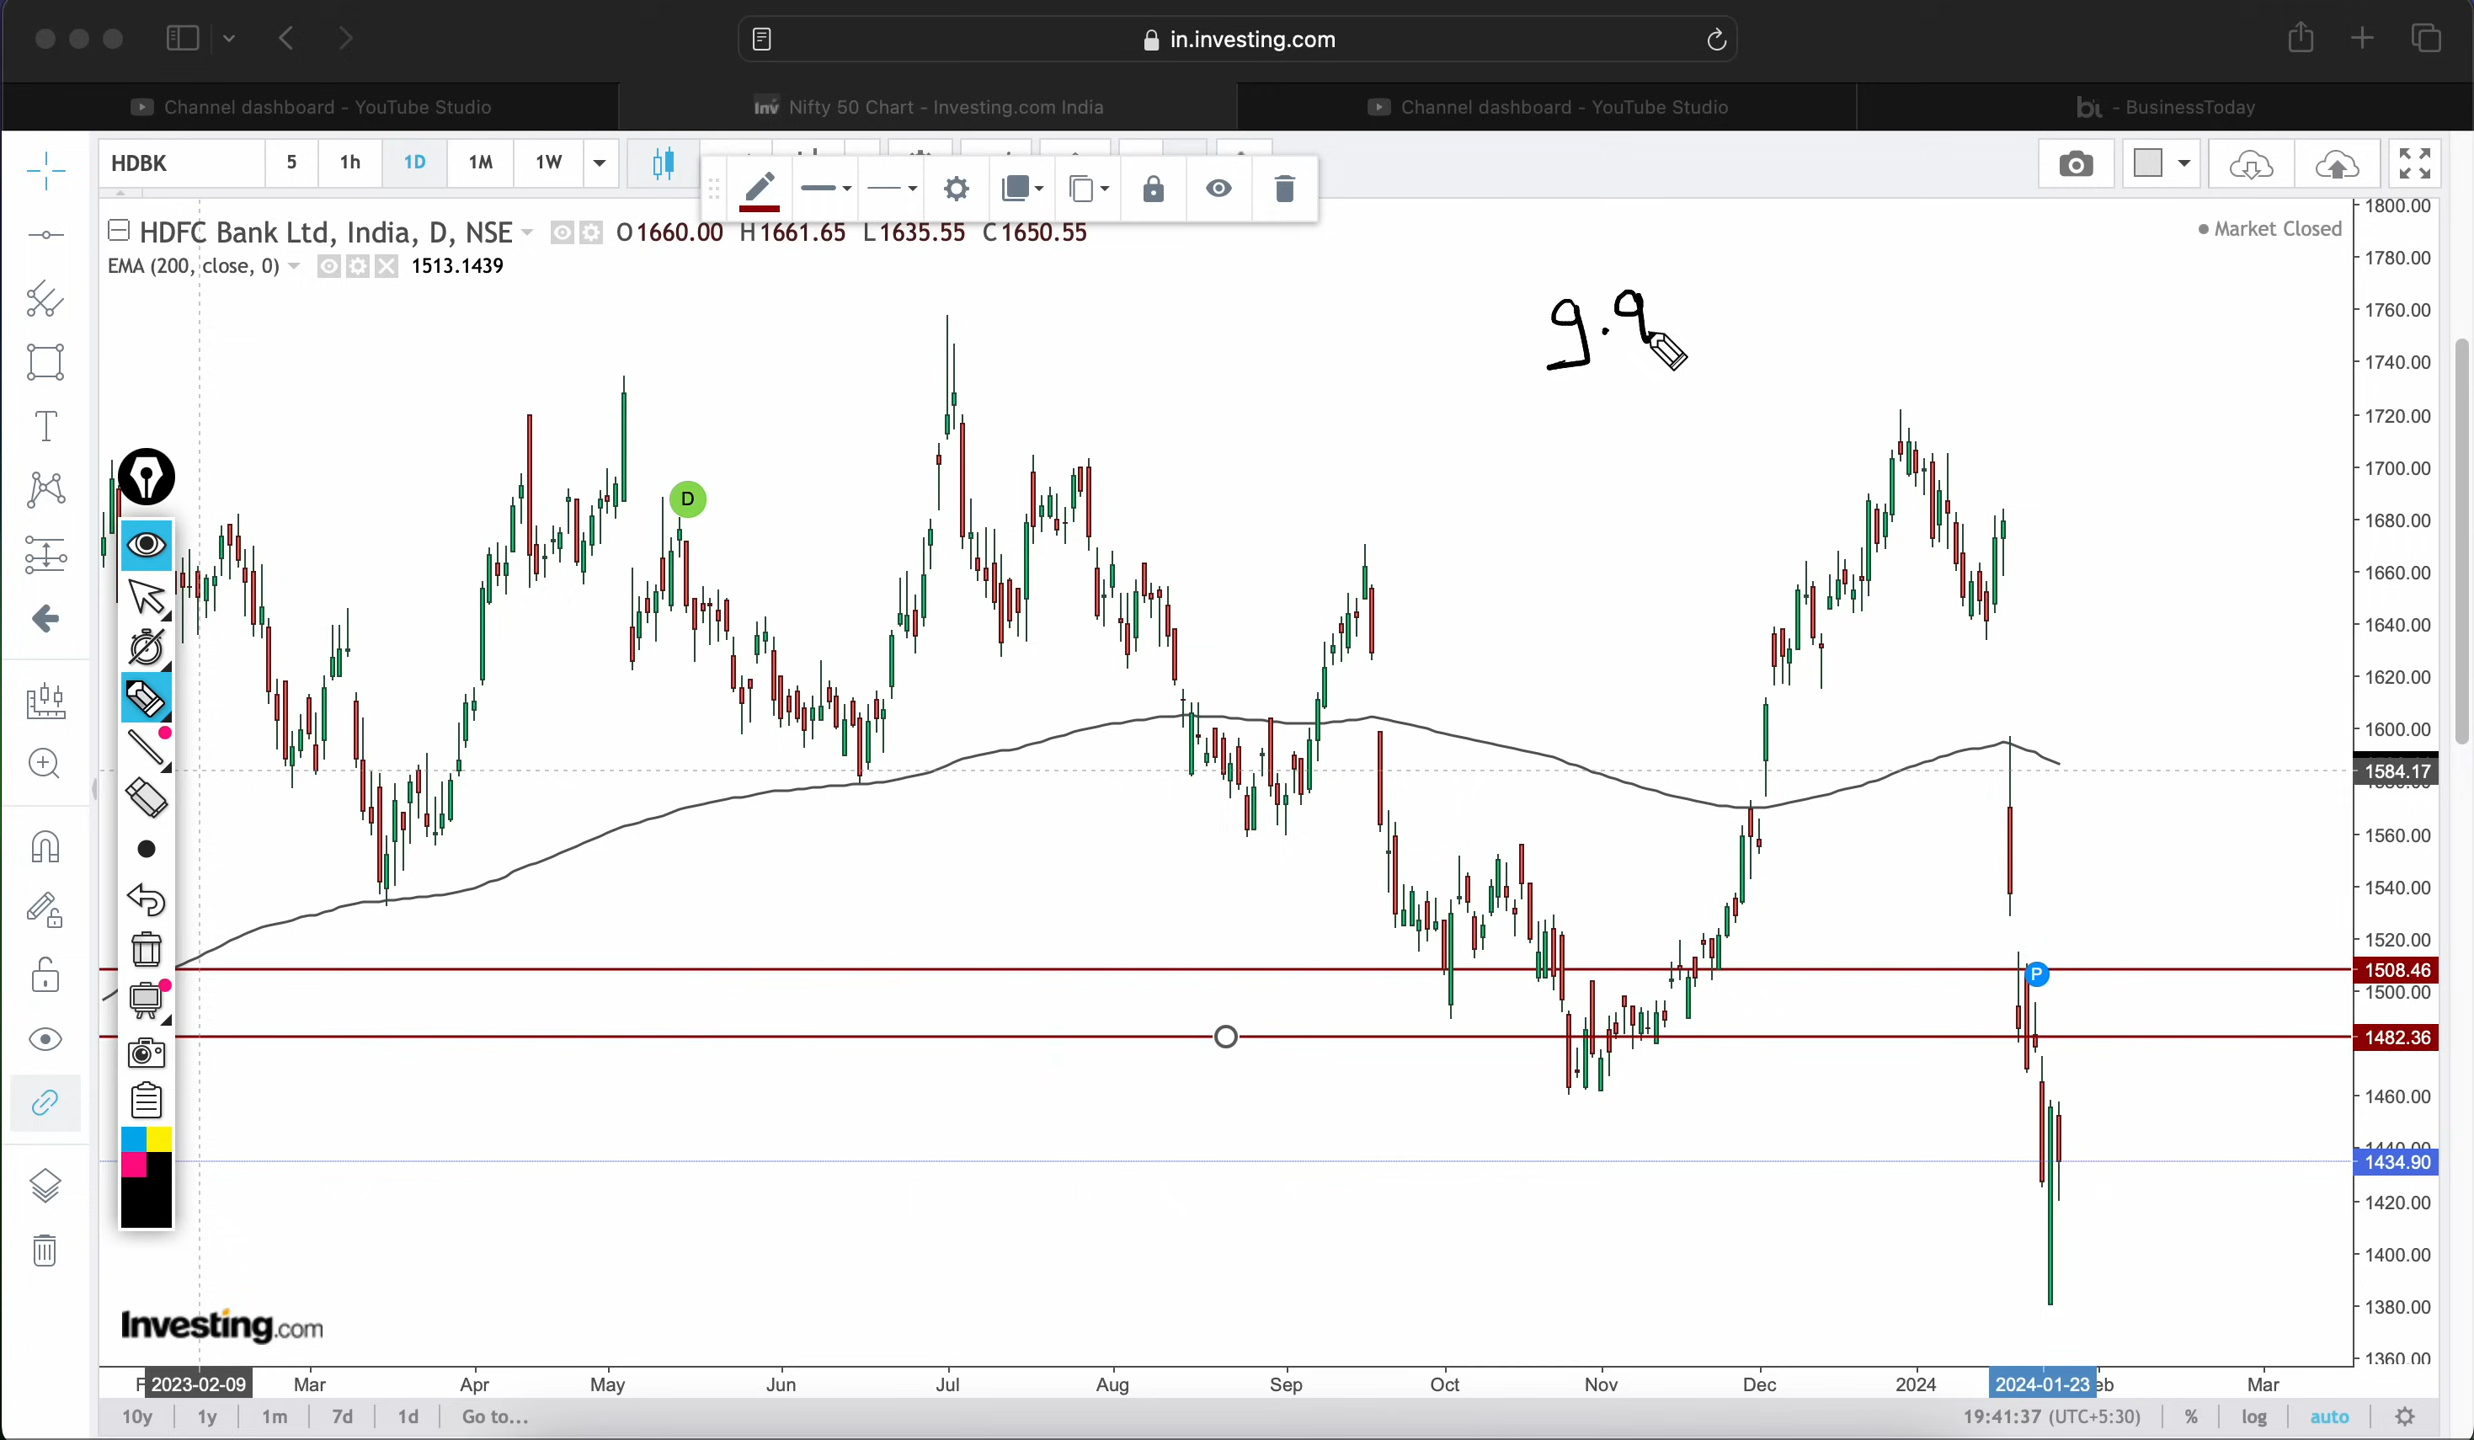 in.investing.com
Channel dashboard - YouTube Studio
Inv Nifty 50 Chart - Investing.com India
Channel dashboard - YouTube Studio
- BusinessToday
HDBK 5 1h 1D 1M 1W
HDFC Bank Ltd, India, D, NSE O1660.00 H1661.65 L1635.55 C1650.55
Market Closed
EMA (200, close, 0) 1513.1439
9.9
D
P
1800.00
1780.00
1760.00
1740.00
1720.00
1700.00
1680.00
1660.00
1640.00
1620.00
1600.00
1584.17
1560.00
1540.00
1520.00
1508.46
1500.00
1482.36
1460.00
1440.00
1434.90
1420.00
1400.00
1380.00
1360.00
Investing.com
F 2023-02-09 Mar Apr May Jun Jul Aug Sep Oct Nov Dec 2024 2024-01-23 eb Mar
10y 1y 1m 7d 1d Go to... 19:41:37 (UTC+5:30) % log auto